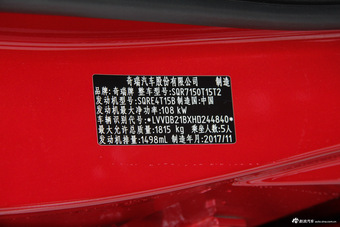 奇瑞汽车股份有限公司 制造
品牌:奇瑞牌 整车型号:SQR7150T15T2
发动机型号:SQRE4T15B 制造国:中国
发动机最大净功率:108 kW
车辆识别代号:*LVVDB21BXHD244840*
最大允许总质量:1815 kg 乘坐人数:5人
发动机排量:1498mL 制造年月:2017/11